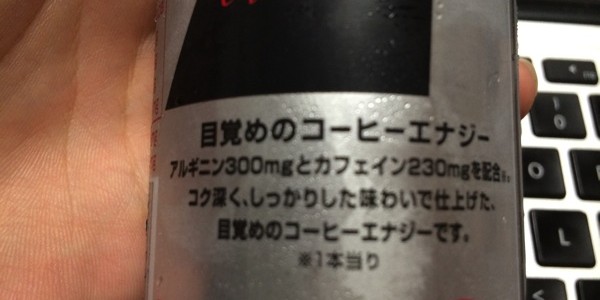 目覚めのコーヒーエナジー
アルギニン300mgとカフェイン230mgを配合※。
コク深く、しっかりした味わいで仕上げた、
目覚めのコーヒーエナジーです。
※1本当り
O
L